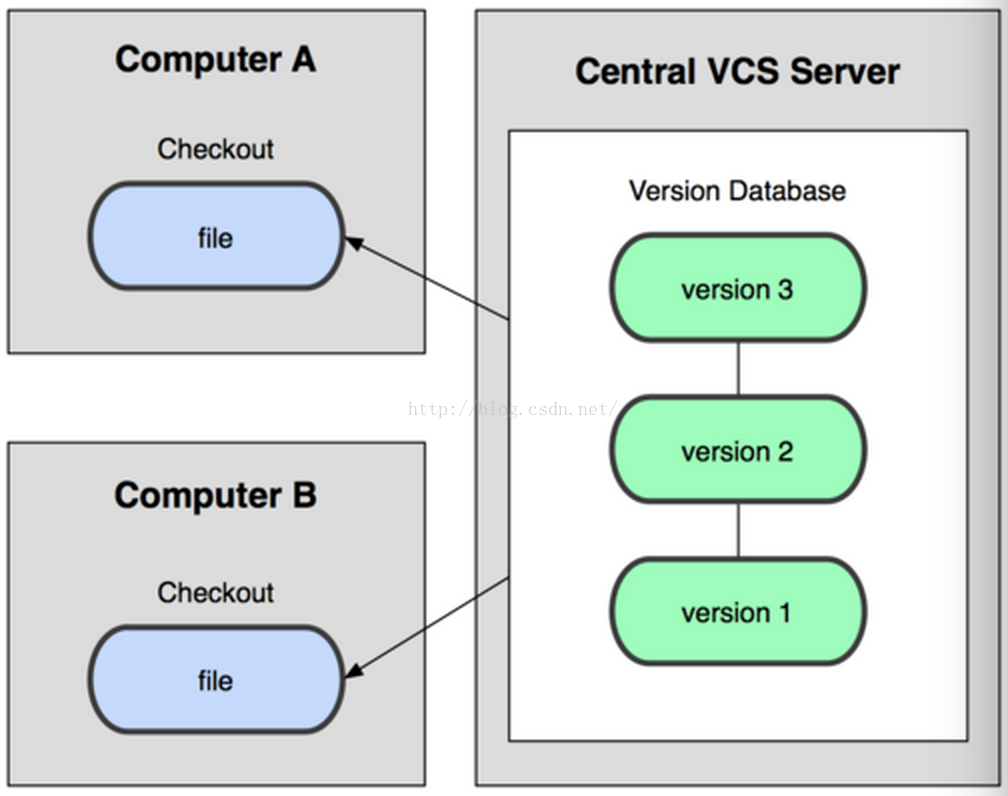 Computer A
Checkout
file
Computer B
Checkout
file
Central VCS Server
Version Database
version 3
version 2
version 1
http://blog.csdn.net/